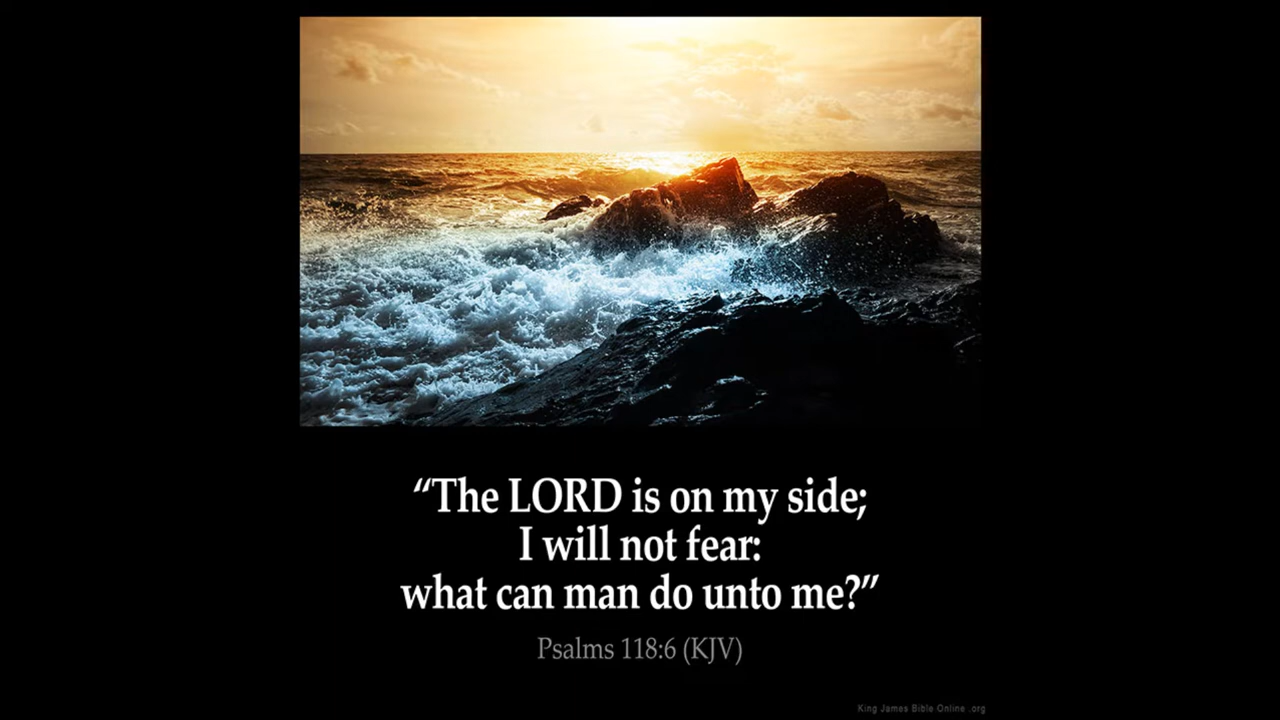 “The LORD is on my side;
I will not fear:
what can man do unto me?”
Psalms 118:6 (KJV)
King James Bible Online .org